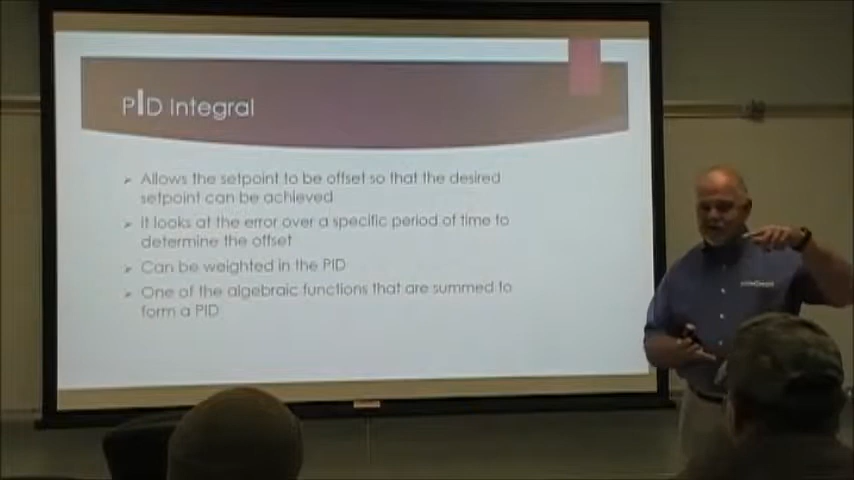 PID Integral
➢ Allows the setpoint to be offset so that the desired
setpoint can be achieved
➢ It looks at the error over a specific period of time to
determine the offset
➢ Can be weighted in the PID
➢ One of the algebraic functions that are summed to
form a PID